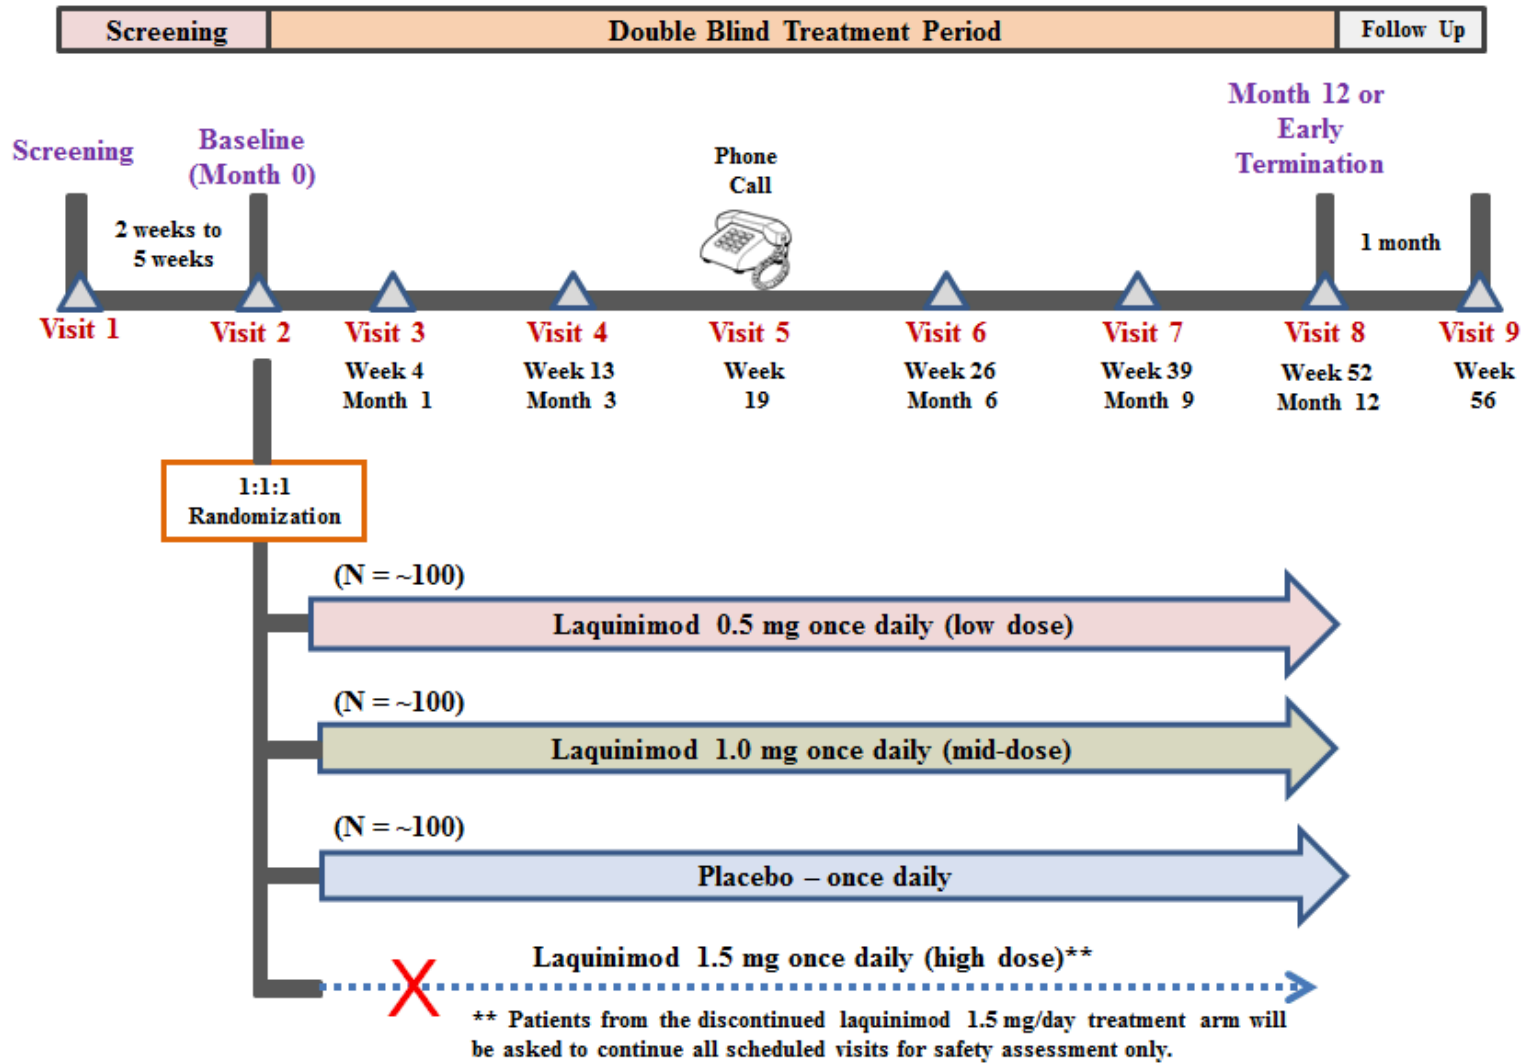 Screening
Double Blind Treatment Period
Follow Up
Month 12 or
Early
Termination
Screening
Baseline
(Month 0)
Phone
Call
2 weeks to
5 weeks
1 month
Visit 1
Visit 2
Visit 3
Week 4
Month 1
Visit 4
Week 13
Month 3
Visit 5
Week
19
Visit 6
Week 26
Month 6
Visit 7
Week 39
Month 9
Visit 8
Week 52
Month 12
Visit 9
Week
56
1:1:1
Randomization
(N = ~100)
Laquinimod 0.5 mg once daily (low dose)
(N = ~100)
Laquinimod 1.0 mg once daily (mid-dose)
(N = ~100)
Placebo – once daily
Laquinimod 1.5 mg once daily (high dose)**
X
** Patients from the discontinued laquinimod 1.5 mg/day treatment arm will
be asked to continue all scheduled visits for safety assessment only.